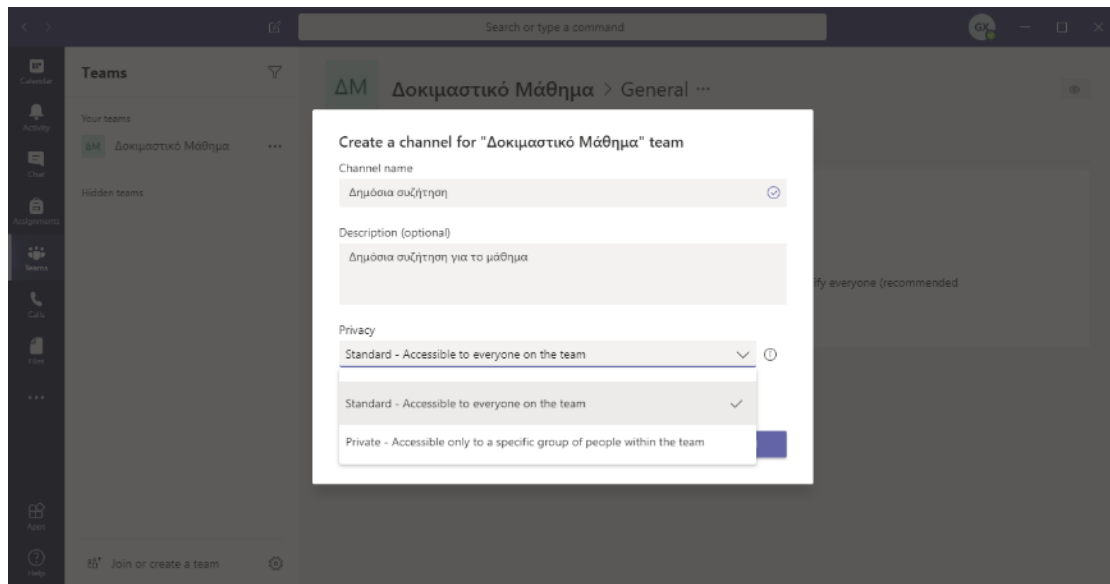 Search or type a command
GX
Calendar
Activity
Chat
Assignments
Teams
Calls
Files
Apps
Help
Teams
Your teams
ΔΜ Δοκιμαστικό Μάθημα
Hidden teams
Join or create a team
ΔΜ Δοκιμαστικό Μάθημα > General
ify everyone (recommended
Create a channel for "Δοκιμαστικό Μάθημα" team
Channel name
Δημόσια συζήτηση
Description (optional)
Δημόσια συζήτηση για το μάθημα
Privacy
Standard - Accessible to everyone on the team
Standard - Accessible to everyone on the team
Private - Accessible only to a specific group of people within the team